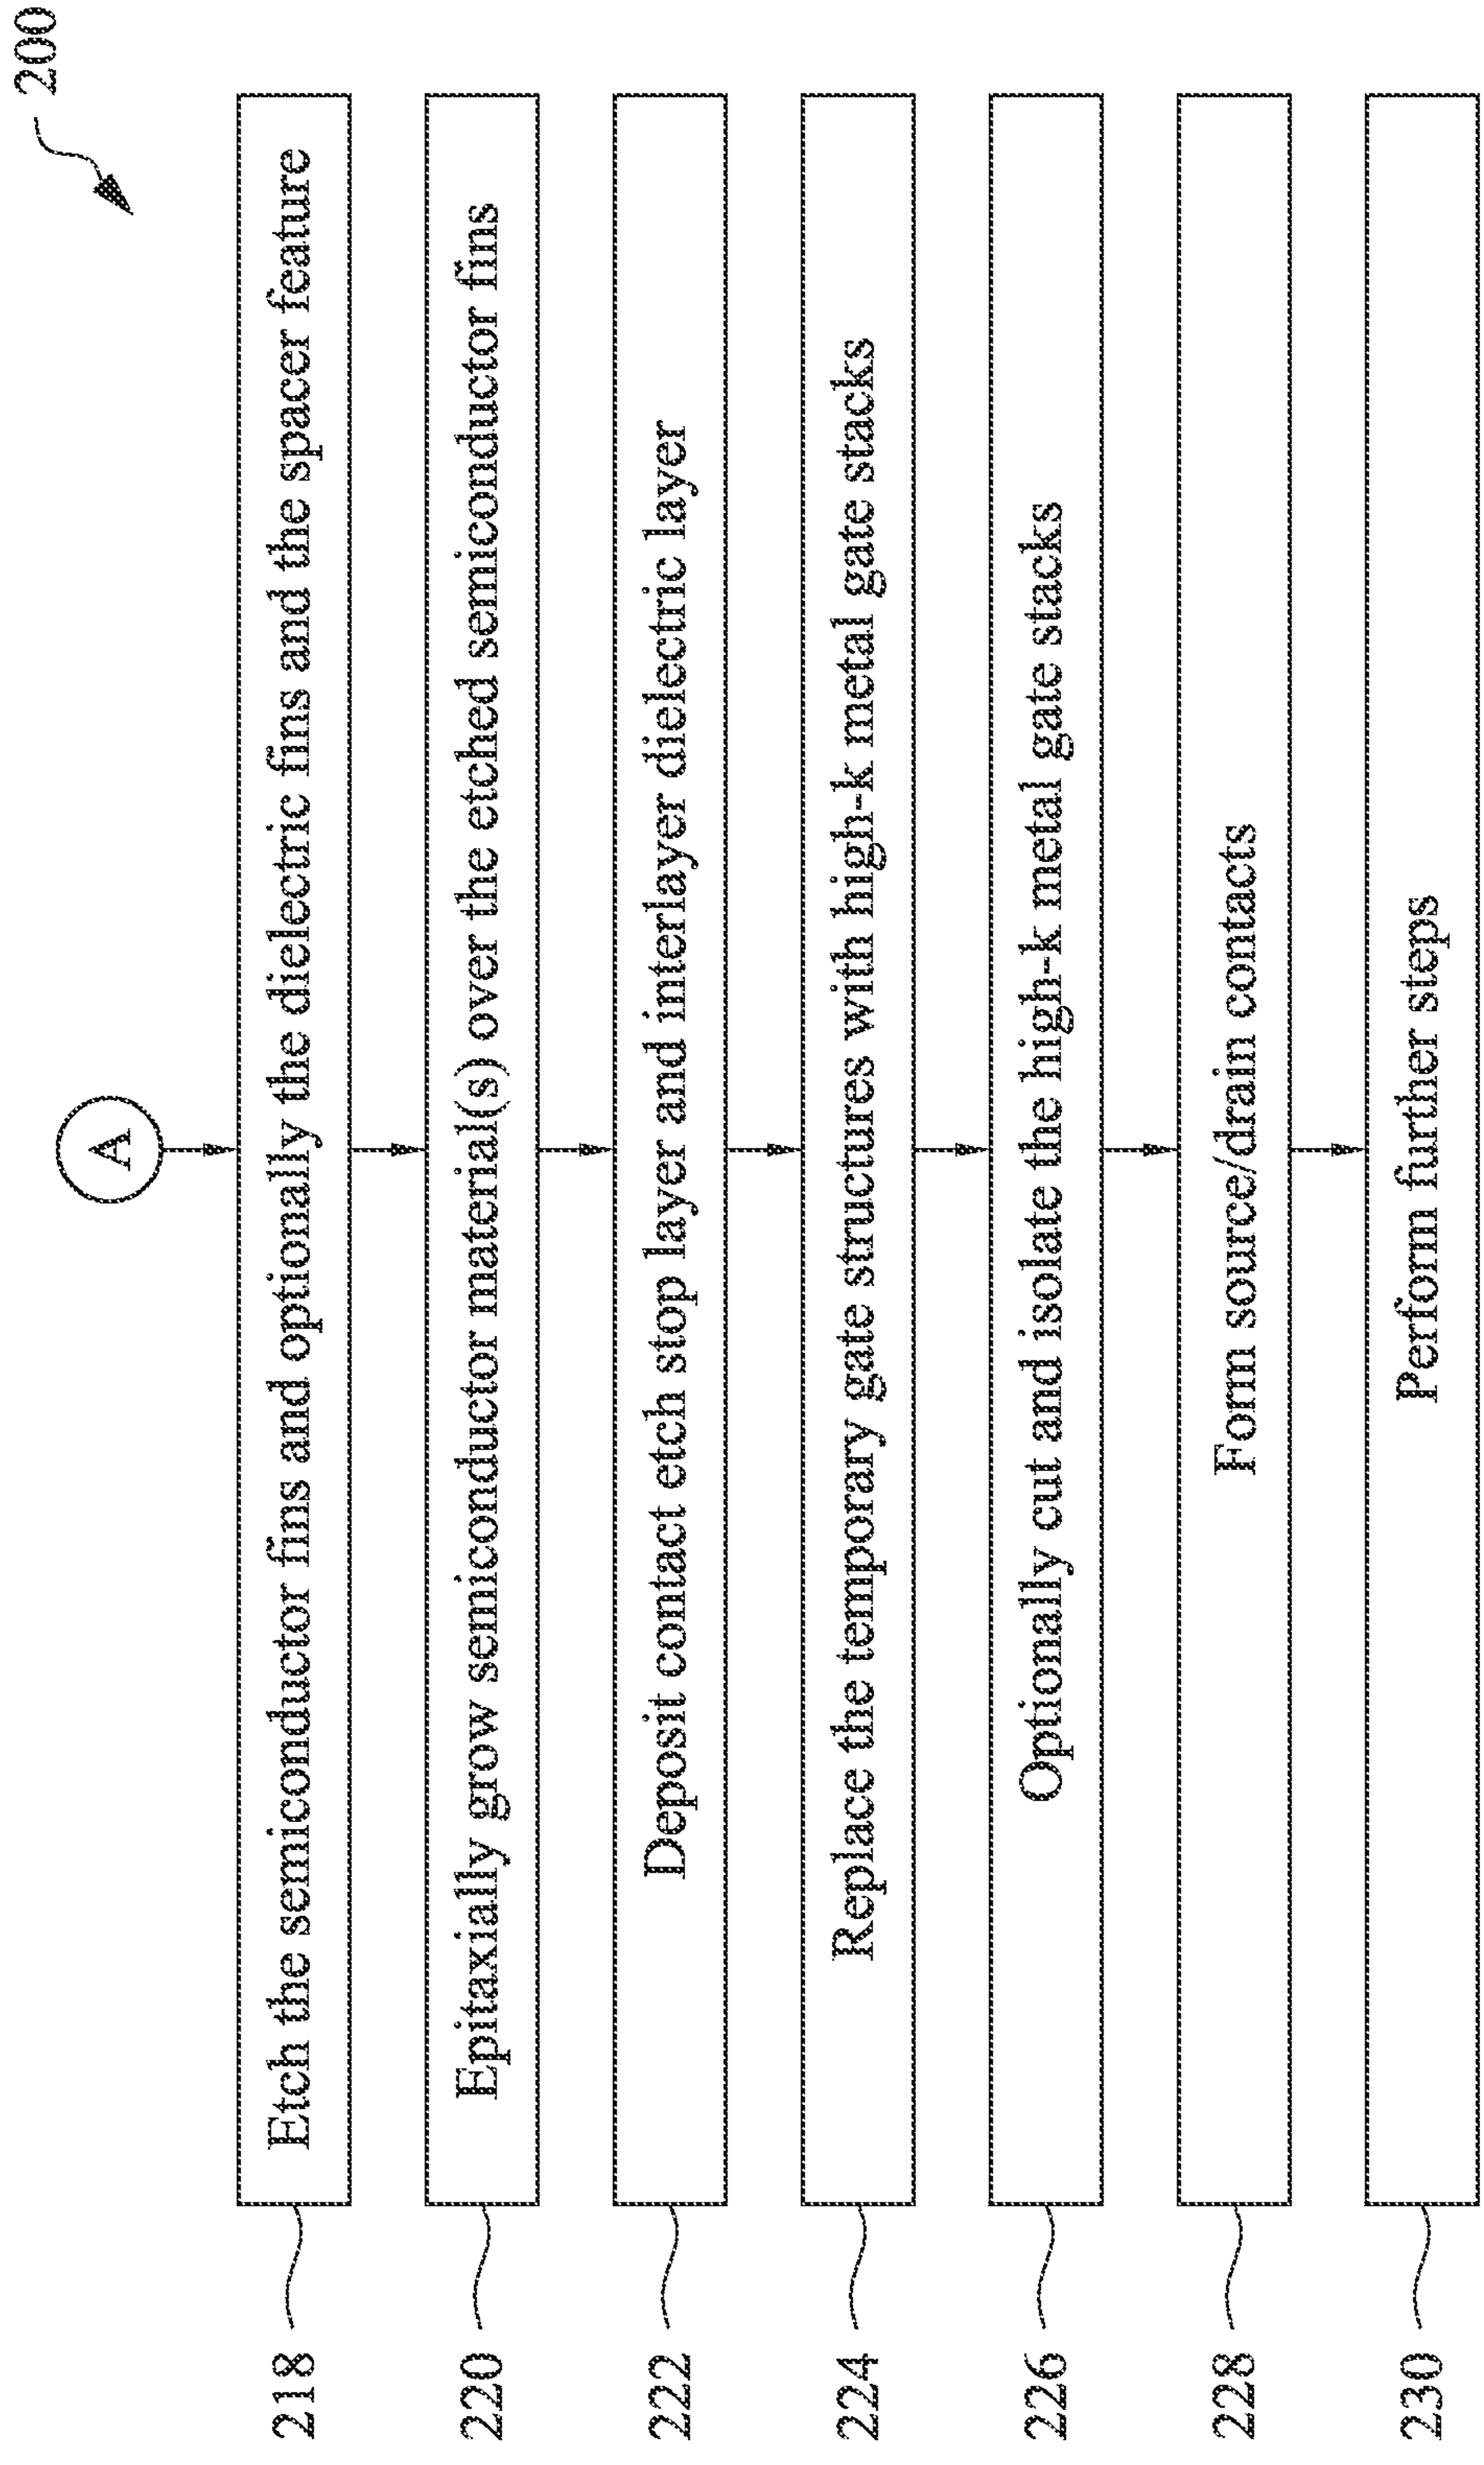 200
A
218
Etch the semiconductor fins and optionally the dielectric fins and the spacer feature
220
Epitaxially grow semiconductor material(s) over the etched semiconductor fins
222
Deposit contact etch stop layer and interlayer dielectric layer
224
Replace the temporary gate structures with high-k metal gate stacks
226
Optionally cut and isolate the high-k metal gate stacks
228
Form source/drain contacts
230
Perform further steps